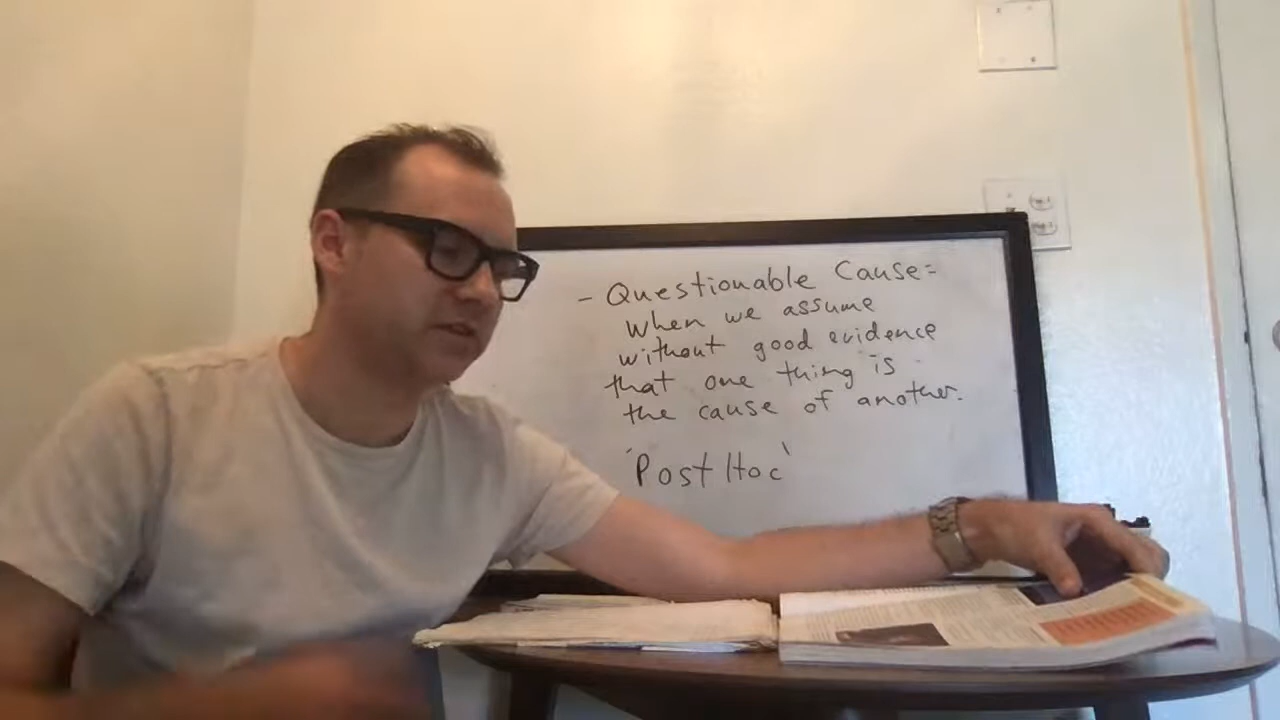 - Questionable Cause=
When we assume
without good evidence
that one thing is
the cause of another.
'Post Hoc'